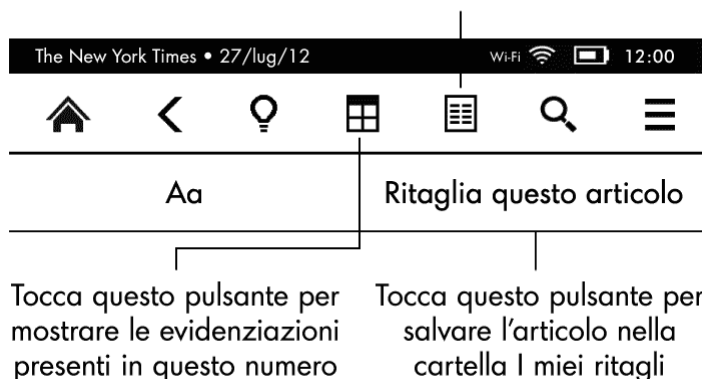 The New York Times • 27/lug/12 Wi-Fi 12:00
Aa Ritaglia questo articolo
Tocca questo pulsante per
mostrare le evidenziazioni
presenti in questo numero
Tocca questo pulsante per
salvare l'articolo nella
cartella I miei ritagli